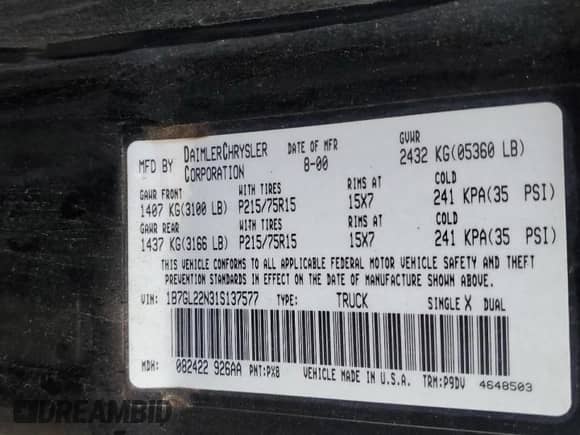 MFD BY DAIMLERCHRYSLER CORPORATION DATE OF MFR 8-00 GVWR 2432 KG(05360 LB)
GAWR FRONT WITH TIRES RIMS AT COLD
1407 KG(3100 LB) P215/75R15 15X7 241 KPA(35 PSI)
GAWR REAR WITH TIRES RIMS AT COLD
1437 KG(3166 LB) P215/75R15 15X7 241 KPA(35 PSI)
THIS VEHICLE CONFORMS TO ALL APPLICABLE FEDERAL MOTOR VEHICLE SAFETY AND THEFT
PREVENTION STANDARDS IN EFFECT ON THE DATE OF MANUFACTURE SHOWN ABOVE.
VIN: 1B7GL22N31S137577 TYPE: TRUCK SINGLE X DUAL
MDH: 082422 926AA PNT:PX8 VEHICLE MADE IN U.S.A. TRM:P9DV 4648503
DREAMBID